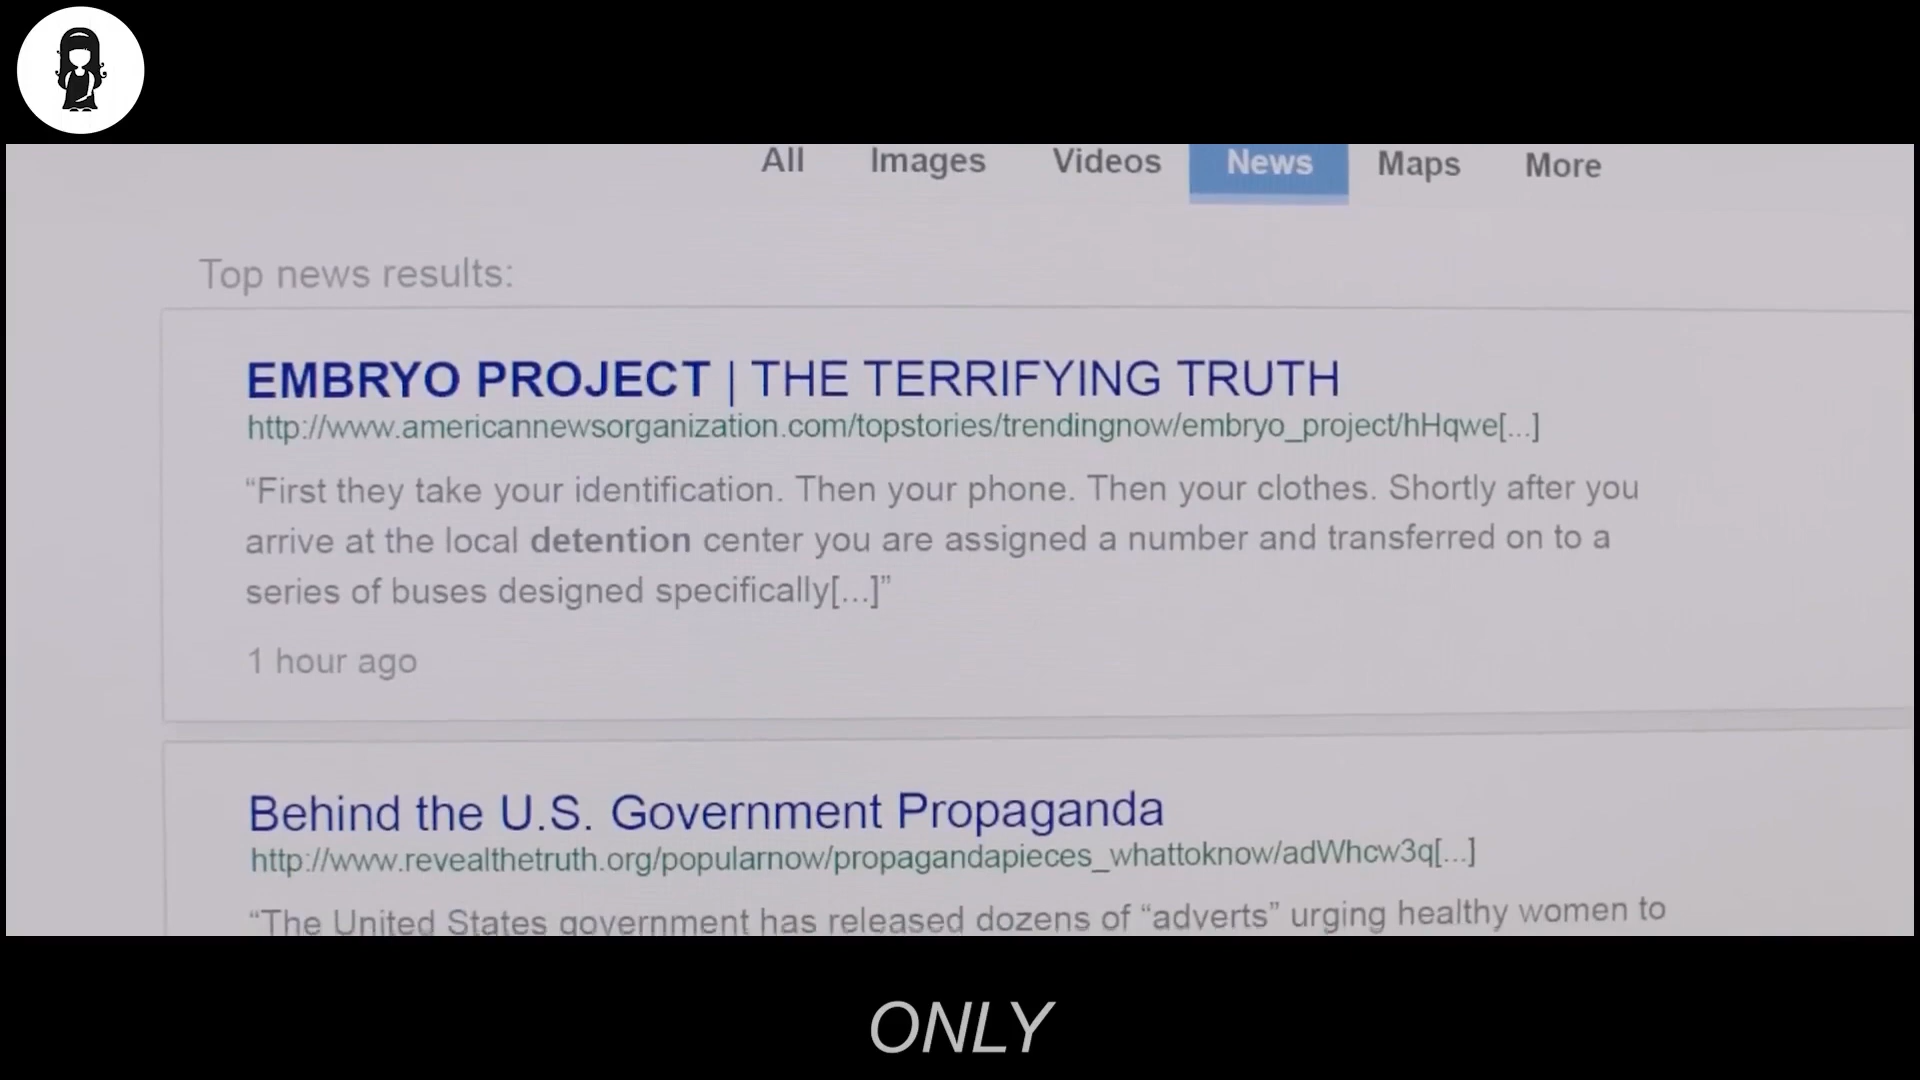 All Images Videos News Maps More
Top news results:
EMBRYO PROJECT | THE TERRIFYING TRUTH
http://www.americannewsorganization.com/topstories/trendingnow/embryo_project/hHqwe[...]
“First they take your identification. Then your phone. Then your clothes. Shortly after you
arrive at the local detention center you are assigned a number and transferred on to a
series of buses designed specifically[...]”
1 hour ago
Behind the U.S. Government Propaganda
http://www.revealthetruth.org/popularnow/propagandapieces_whattoknow/adWhcw3q[...]
“The United States government has released dozens of “adverts” urging healthy women to
ONLY